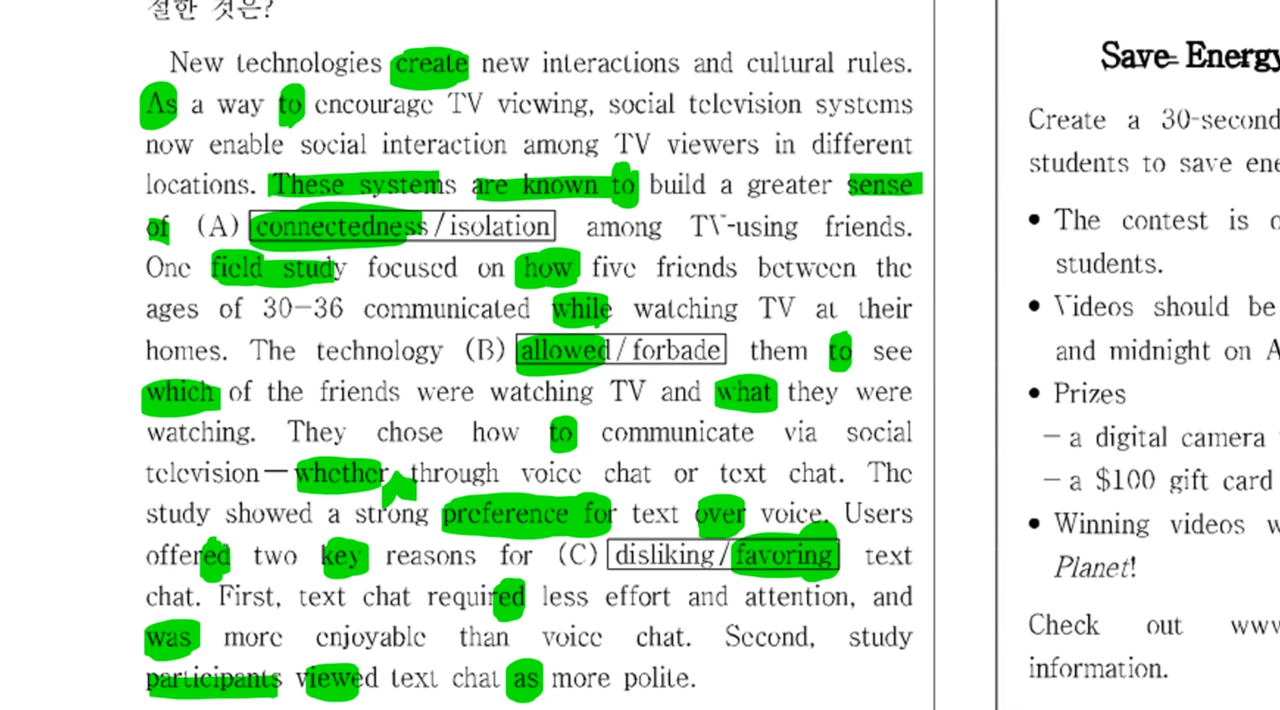 절한 것은?
New technologies create new interactions and cultural rules.
As a way to encourage TV viewing, social television systems
now enable social interaction among TV viewers in different
locations. These systems are known to build a greater sense
of (A) connectedness/isolation among TV-using friends.
One field study focused on how five friends between the
ages of 30-36 communicated while watching TV at their
homes. The technology (B) allowed/forbade them to see
which of the friends were watching TV and what they were
watching. They chose how to communicate via social
television—whether through voice chat or text chat. The
study showed a strong preference for text over voice. Users
offered two key reasons for (C) disliking/favoring text
chat. First, text chat required less effort and attention, and
was more enjoyable than voice chat. Second, study
participants viewed text chat as more polite.
Save Energy
Create a 30-second
students to save ene
• The contest is o
students.
• Videos should be
and midnight on A
• Prizes
– a digital camera
– a $100 gift card
• Winning videos w
Planet!
Check out www
information.